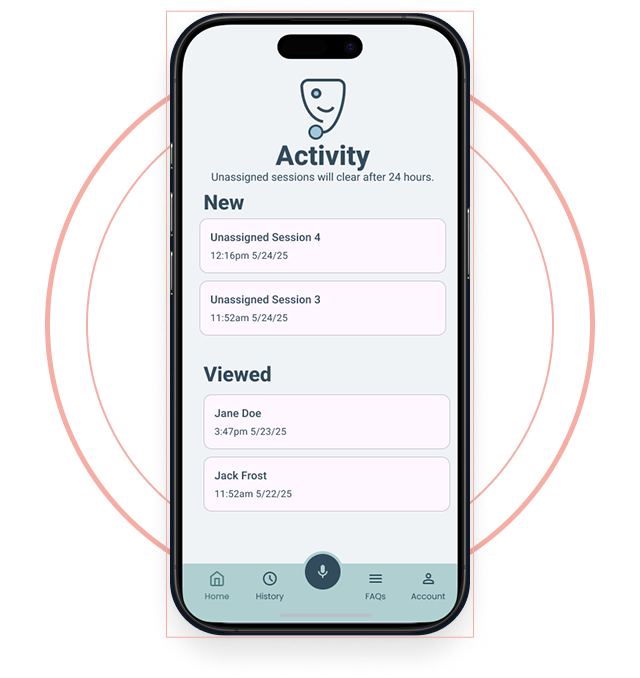 Activity
Unassigned sessions will clear after 24 hours.
New
Unassigned Session 4
12:16pm 5/24/25
Unassigned Session 3
11:52am 5/24/25
Viewed
Jane Doe
3:47pm 5/23/25
Jack Frost
11:52am 5/22/25
Home History FAQs Account